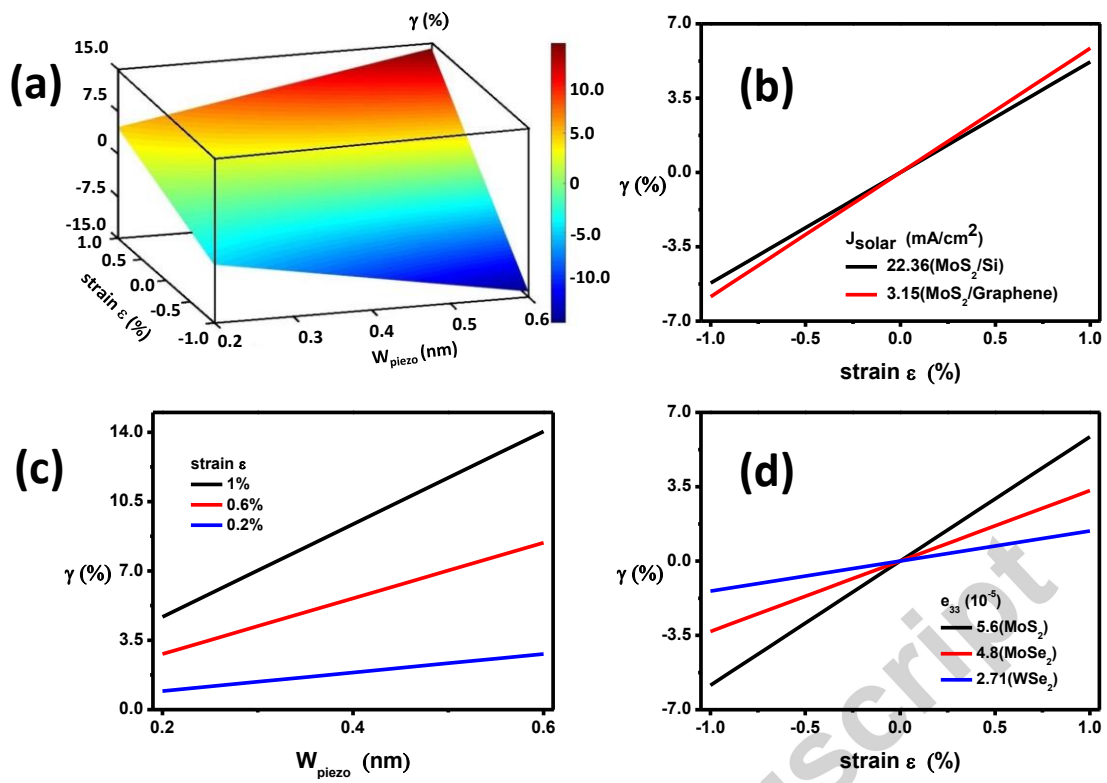 (a)
γ (%)
15.0
7.5
0
-7.5
-15.0
1.0
0.5
0.0
-0.5
-1.0
strain ε (%)
0.2
0.3
0.4
0.5
0.6
W_piezo (nm)
10.0
5.0
0
-5.0
-10.0
(b)
7.0
3.5
0.0
-3.5
-7.0
γ (%)
J_solar (mA/cm²)
22.36(MoS₂/Si)
3.15(MoS₂/Graphene)
-1.0 -0.5 0.0 0.5 1.0
strain ε (%)
(c)
14.0
10.5
7.0
3.5
0.0
γ (%)
strain ε
1%
0.6%
0.2%
0.2 0.4 0.6
W_piezo (nm)
(d)
7.0
3.5
0.0
-3.5
-7.0
γ (%)
e₃₃ (10⁻⁵)
5.6(MoS₂)
4.8(MoSe₂)
2.71(WSe₂)
-1.0 -0.5 0.0 0.5 1.0
strain ε (%)
script